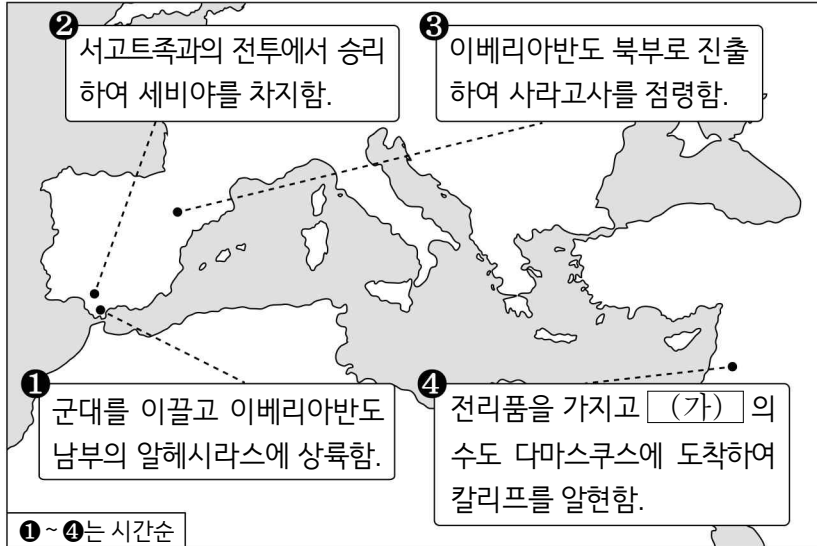 ❷
서고트족과의 전투에서 승리
하여 세비야를 차지함.
❸
이베리아반도 북부로 진출
하여 사라고사를 점령함.
❶
군대를 이끌고 이베리아반도
남부의 알헤시라스에 상륙함.
❹
전리품을 가지고 (가) 의
수도 다마스쿠스에 도착하여
칼리프를 알현함.
❶~❹는 시간순